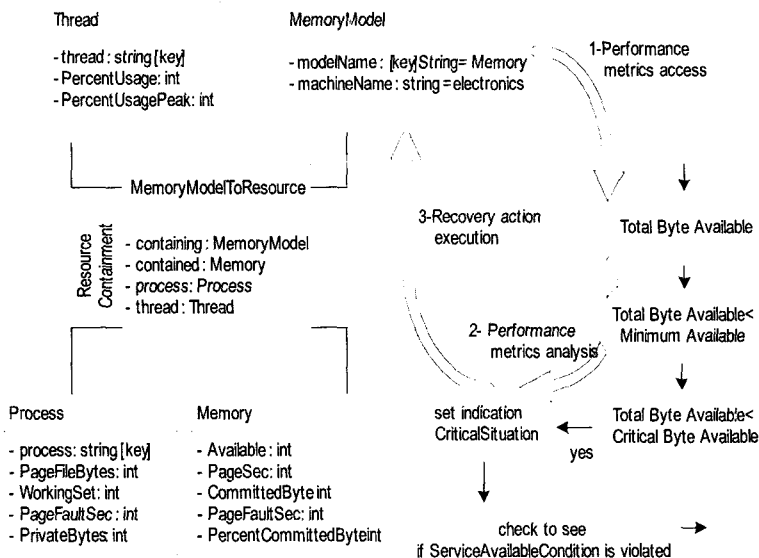 Thread
- thread : string [key]
- PercentUsage: int
- PercentUsagePeak: int
MemoryModel
- modelName : [key]String= Memory
- machineName: string =electronics
1-Performance
metrics access
MemoryModelToResource
Resource
Containment
- containing : MemoryModel
- contained : Memory
- process: Process
- thread : Thread
3-Recovery action
execution
Total Byte Available
Total Byte Available<
Minimum Available
2- Performance
metrics analysis
Process
- process: string [key]
- PageFileBytes: int
- WorkingSet: int
- PageFaultSec: int
- PrivateBytes: int
Memory
- Available : int
- PageSec: int
- CommittedByte int
- PageFaultSec: int
- PercentCommittedByteint
set indication
CriticalSituation
Total Byte Available<
Critical Byte Available
yes
check to see
if ServiceAvailableCondition is violated